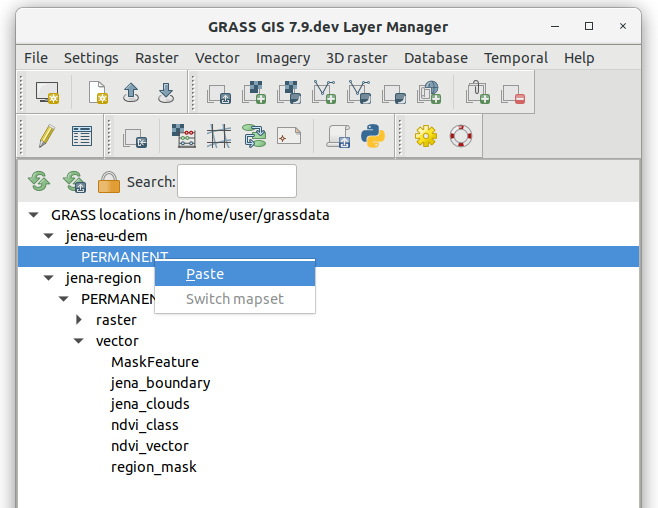 GRASS GIS 7.9.dev Layer Manager
File Settings Raster Vector Imagery 3D raster Database Temporal Help
Search:
GRASS locations in /home/user/grassdata
jena-eu-dem
PERMANENT
Paste
jena-region
Switch mapset
PERMANEN
raster
vector
MaskFeature
jena_boundary
jena_clouds
ndvi_class
ndvi_vector
region_mask